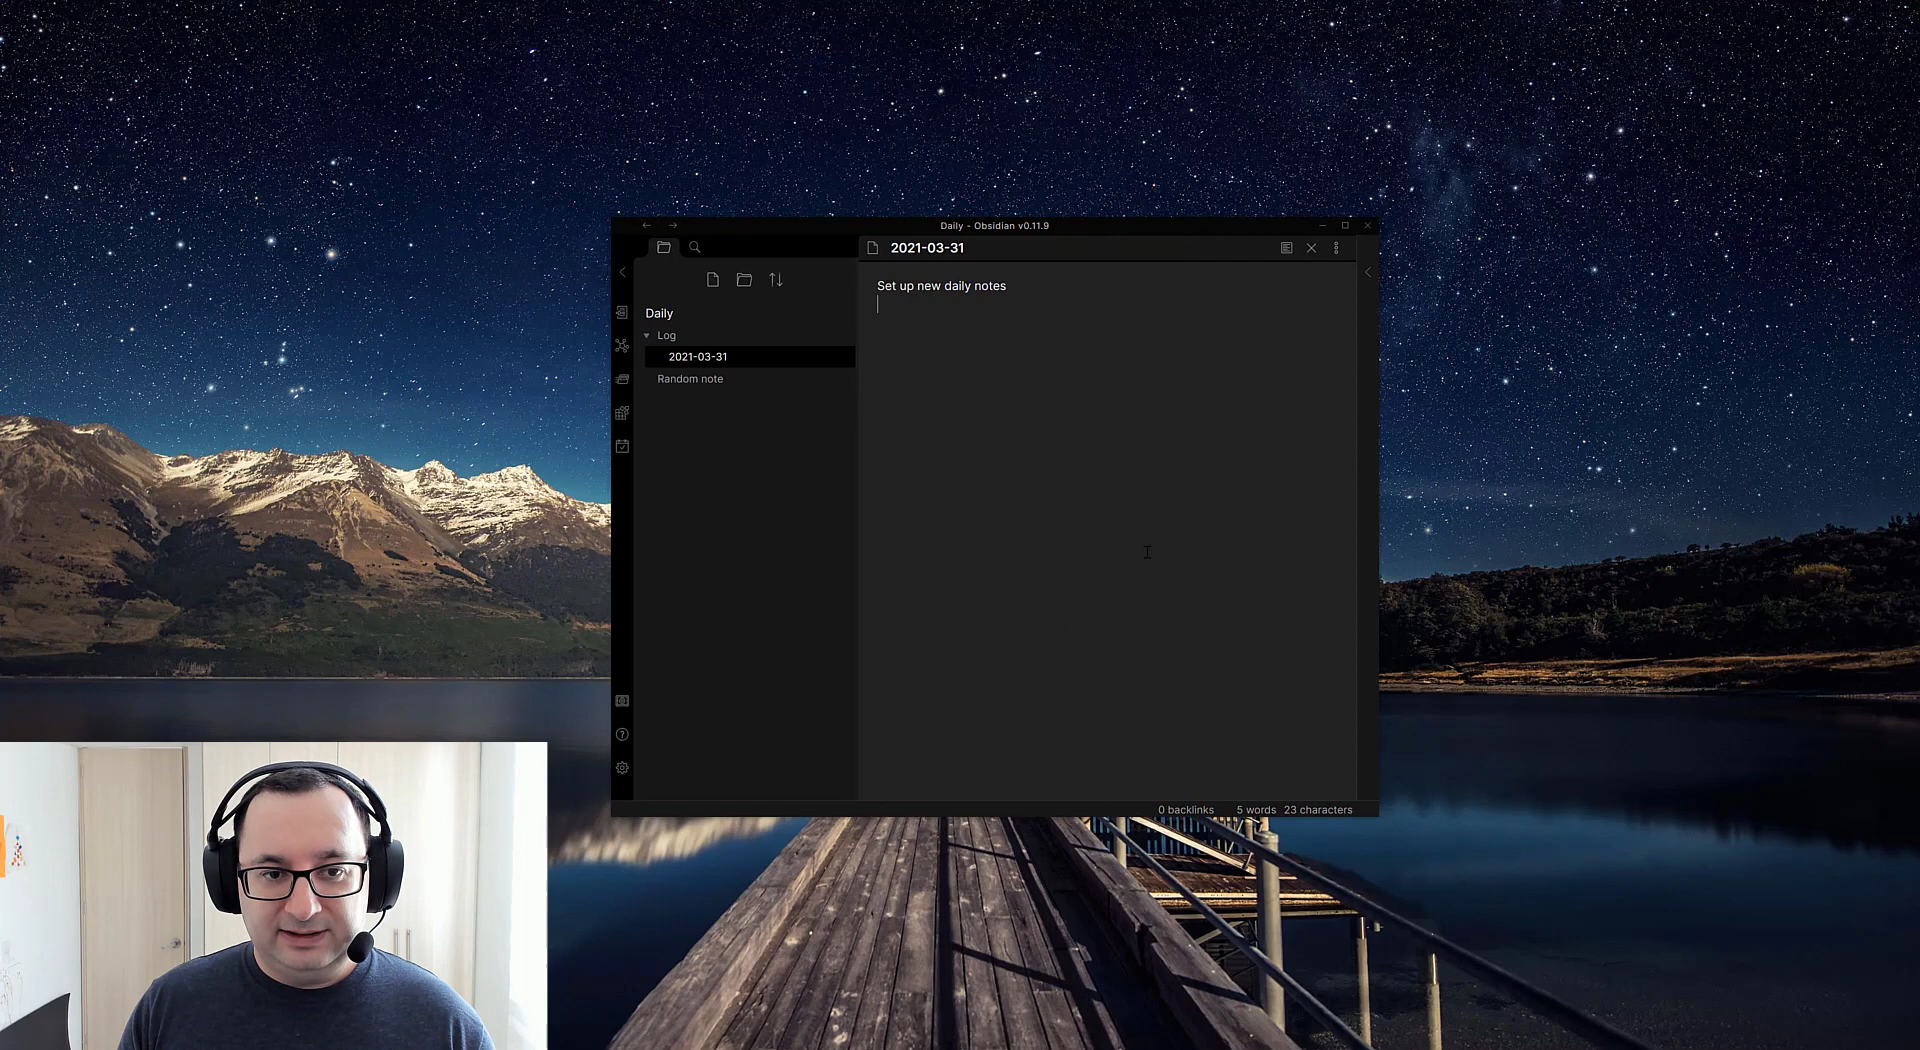 Daily - Obsidian v0.11.9
2021-03-31
Daily
Log
2021-03-31
Random note
Set up new daily notes
0 backlinks 5 words 23 characters